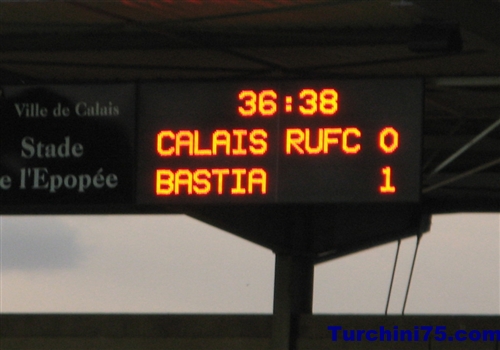 Ville de Calais
Stade
e l'Epopée
36:38
CALAIS RUFC 0
BASTIA 1
Turchini75.com